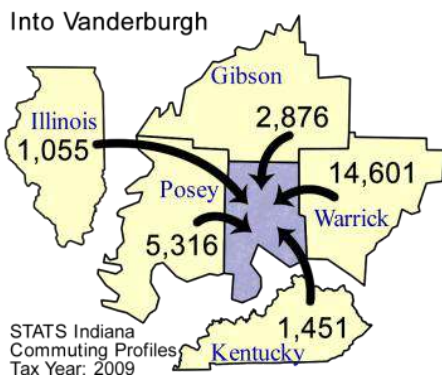 Into Vanderburgh
Gibson
2,876
Illinois
1,055
14,601
Posey
Warrick
5,316
1,451
Kentucky
STATS Indiana
Commuting Profiles
Tax Year: 2009